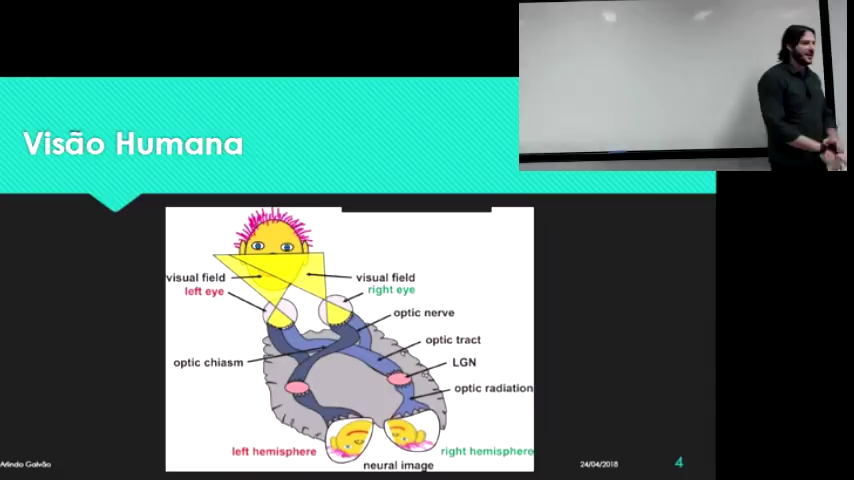 Visão Humana
visual field
visual field
left eye
right eye
optic nerve
optic tract
optic chiasm
LGN
optic radiation
left hemisphere
right hemisphere
neural image
Arlindo Galvão
24/04/2018
4